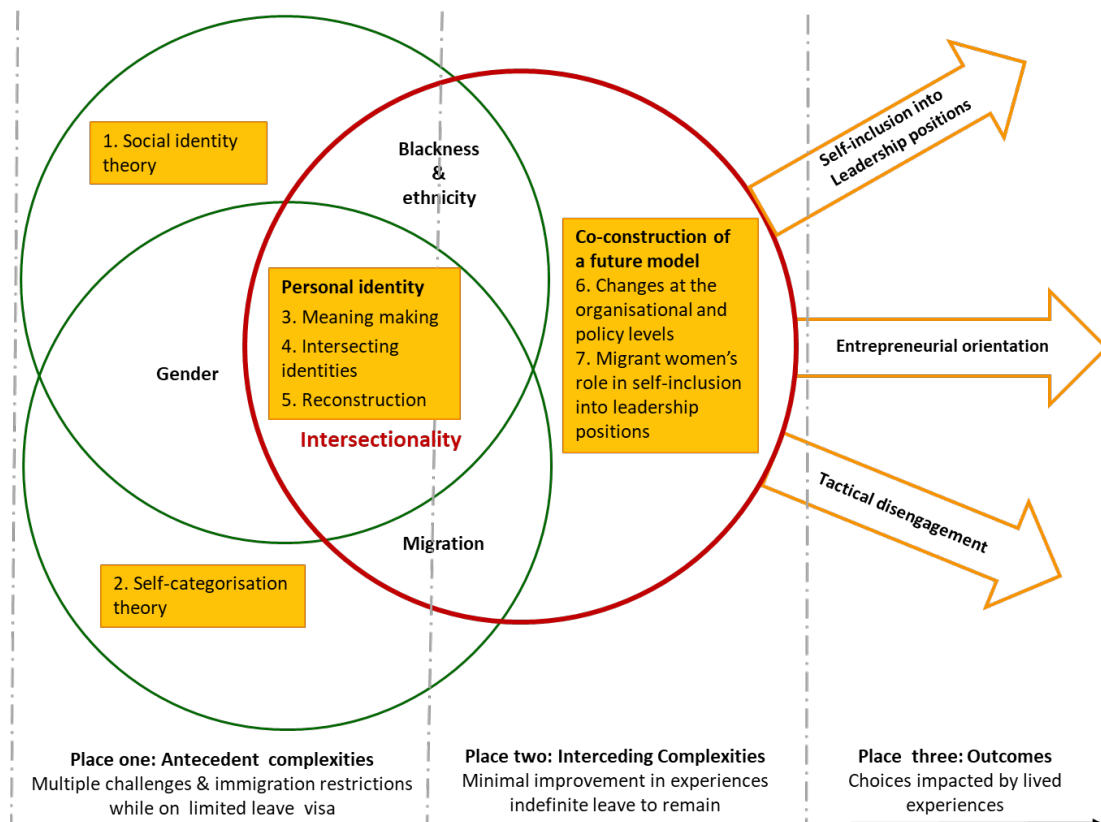 1. Social identity
theory
Blackness
&
ethnicity
Self-inclusion into
Leadership positions
Personal identity
3. Meaning making
4. Intersecting
identities
5. Reconstruction
Gender
Intersectionality
Co-construction of
a future model
6. Changes at the
organisational and
policy levels
7. Migrant women’s
role in self-inclusion
into leadership
positions
Entrepreneurial orientation
Tactical disengagement
Migration
2. Self-categorisation
theory
Place one: Antecedent complexities
Multiple challenges & immigration restrictions
while on limited leave visa
Place two: Interceding Complexities
Minimal improvement in experiences
indefinite leave to remain
Place three: Outcomes
Choices impacted by lived
experiences